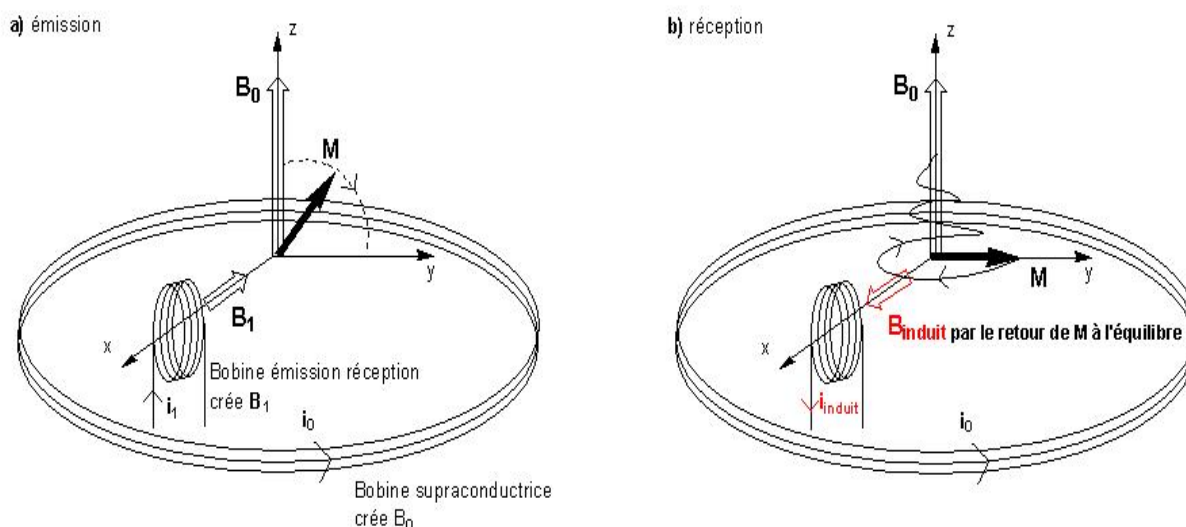 a) émission
z
B₀
M
y
B₁
x
Bobine émission réception
crée B₁
i₁
i₀
Bobine supraconductrice
crée B₀
b) réception
z
B₀
y
M
Binduit par le retour de M à l'équilibre
x
iinduit
i₀